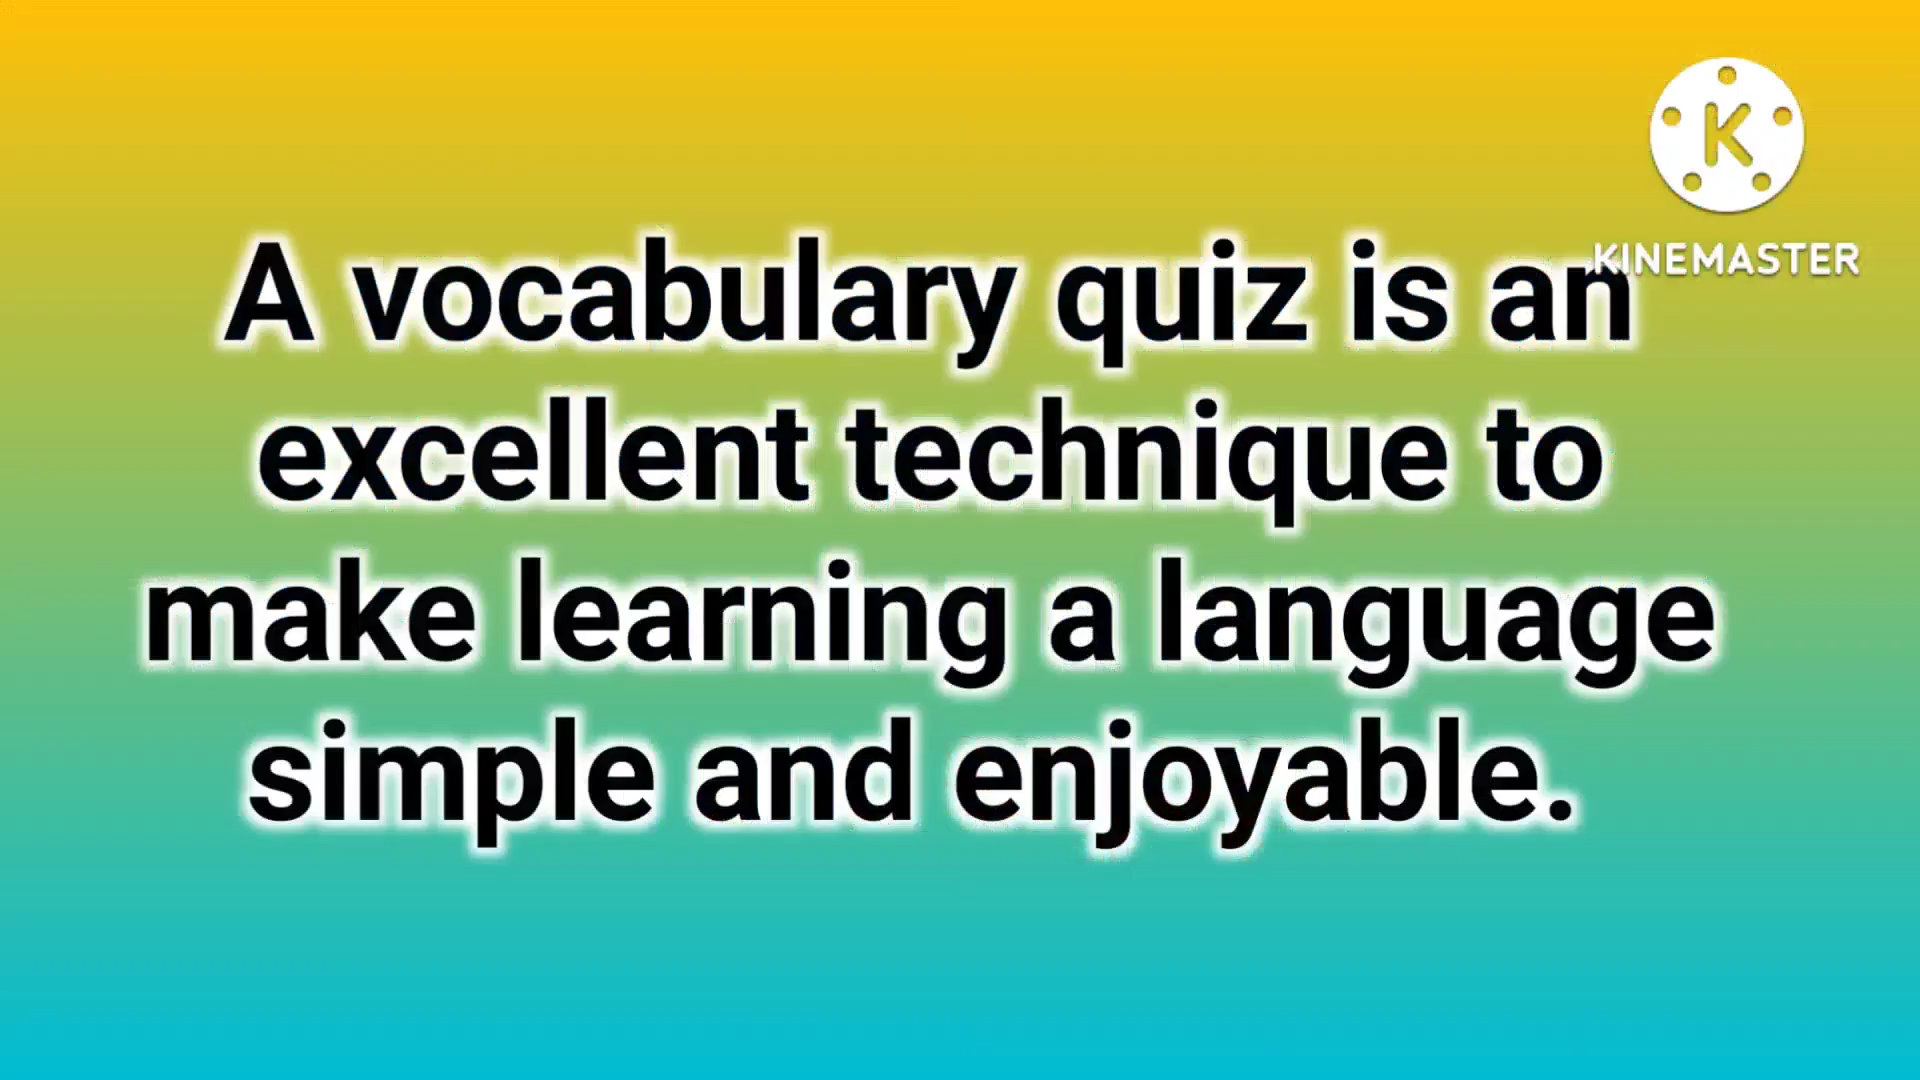 K
KINEMASTER
A vocabulary quiz is an
excellent technique to
make learning a language
simple and enjoyable.